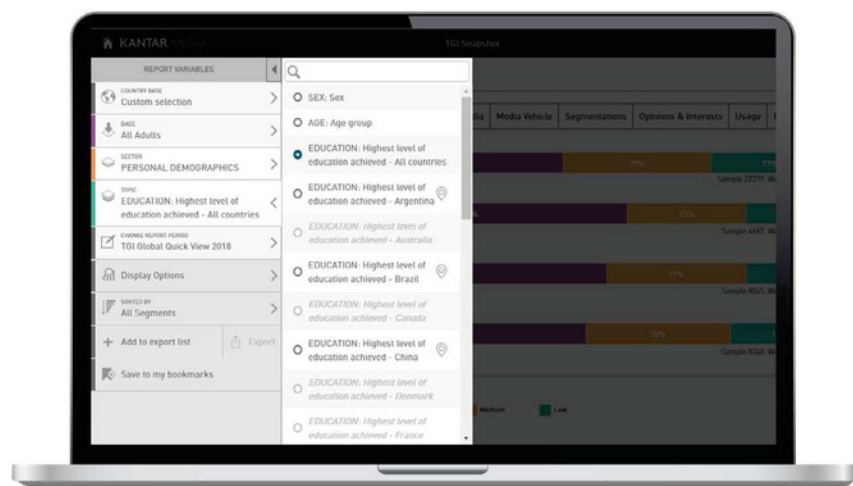 KANTAR MEDIA
TGI Snapshot
REPORT VARIABLES
COUNTRY BASE
Custom selection
BASE
All Adults
SECTOR
PERSONAL DEMOGRAPHICS
TOPIC
EDUCATION: Highest level of
education achieved - All countries
CHANGE REPORT PERIOD
TGI Global Quick View 2018
Display Options
SORTED BY
All Segments
+ Add to export list
Export
Save to my bookmarks
SEX: Sex
AGE: Age group
EDUCATION: Highest level of
education achieved - All countries
EDUCATION: Highest level of
education achieved - Argentina
EDUCATION: Highest level of
education achieved - Australia
EDUCATION: Highest level of
education achieved - Brazil
EDUCATION: Highest level of
education achieved - Canada
EDUCATION: Highest level of
education achieved - China
EDUCATION: Highest level of
education achieved - Denmark
EDUCATION: Highest level of
education achieved - France
Media Vehicle
Segmentations
Opinions & Interests
Usage
Medium
Low